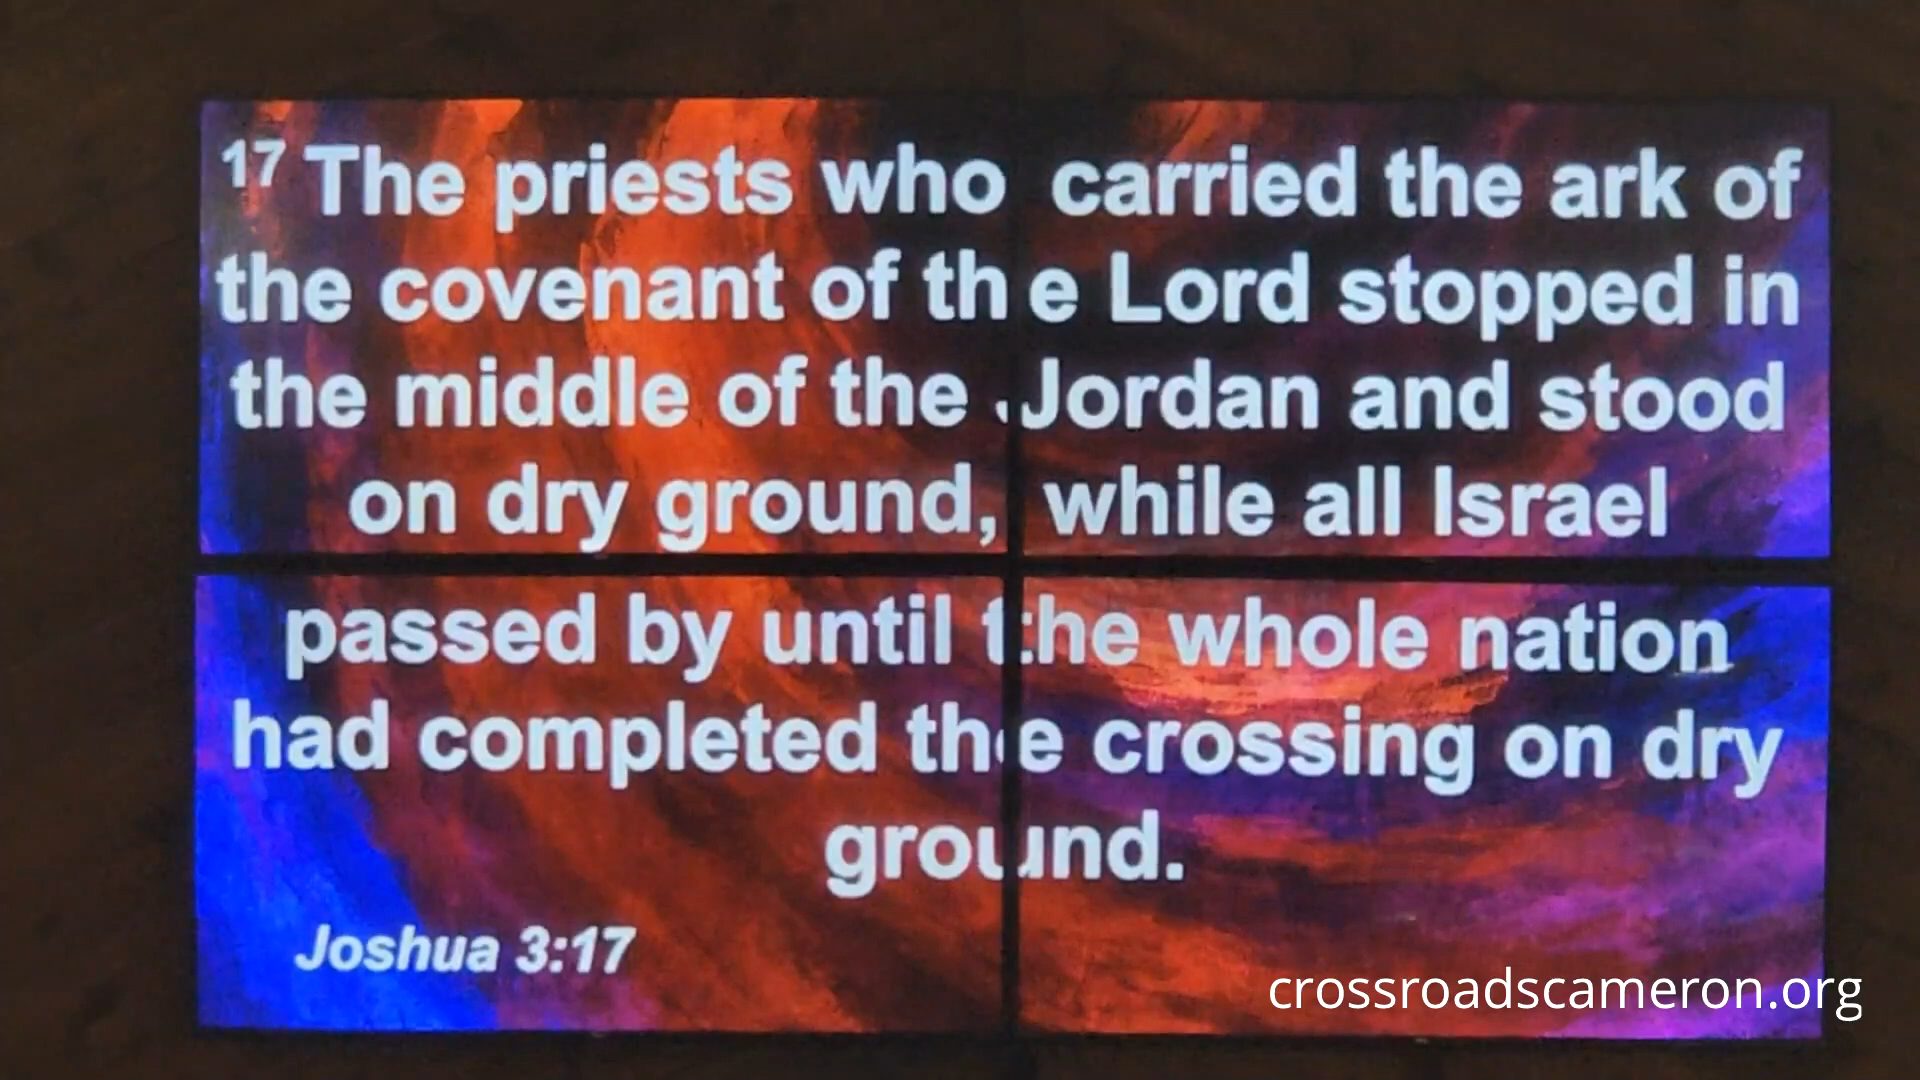 17 The priests who carried the ark of
the covenant of the Lord stopped in
the middle of the Jordan and stood
on dry ground, while all Israel
passed by until the whole nation
had completed the crossing on dry
ground.
Joshua 3:17
crossroadscameron.org